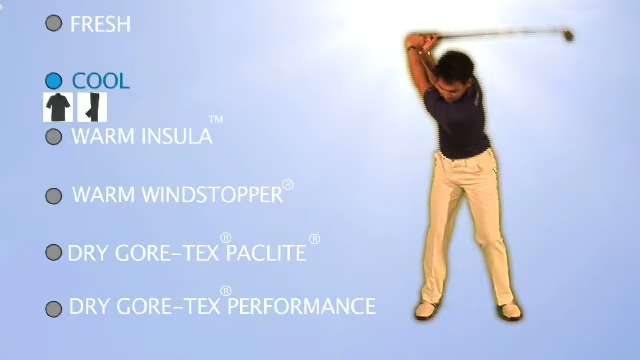 FRESH
COOL
WARM INSULA™
WARM WINDSTOPPER®
DRY GORE–TEX® PACLITE®
DRY GORE–TEX® PERFORMANCE